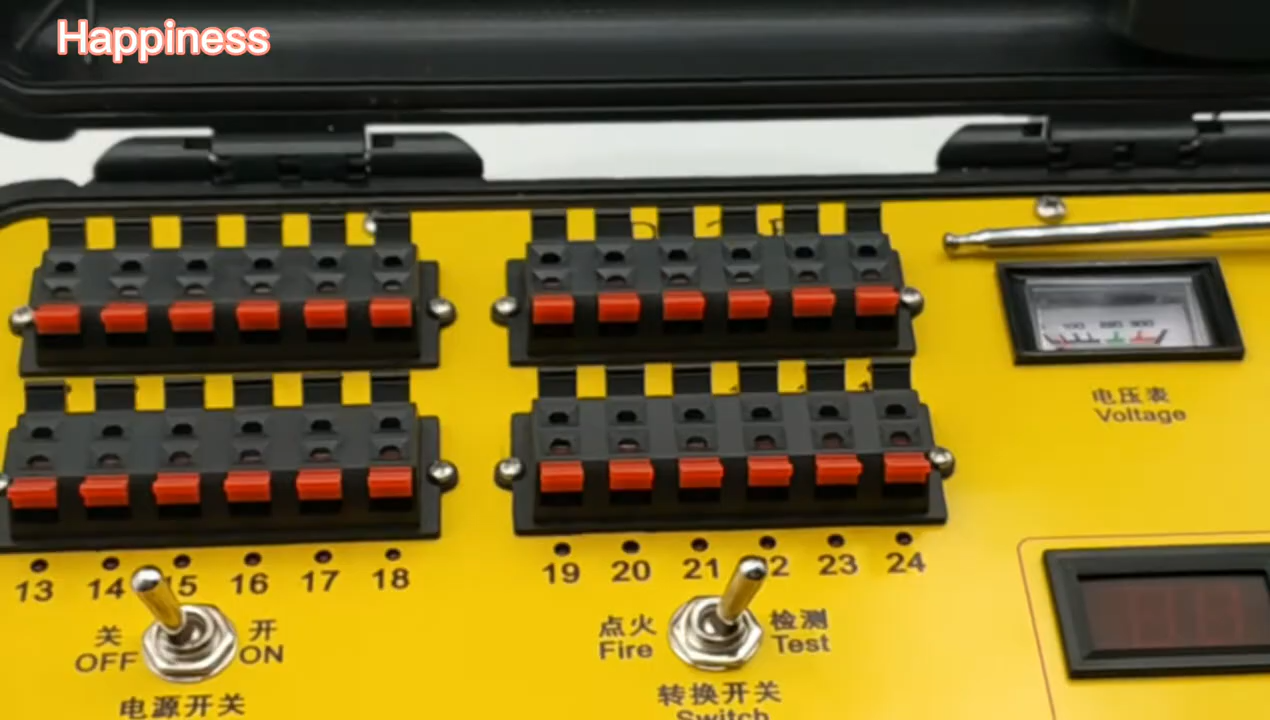 Happiness
电压表
Voltage
13 14 15 16 17 18
19 20 21 22 23 24
关
OFF
开
ON
电源开关
点火
Fire
检测
Test
转换开关
Switch